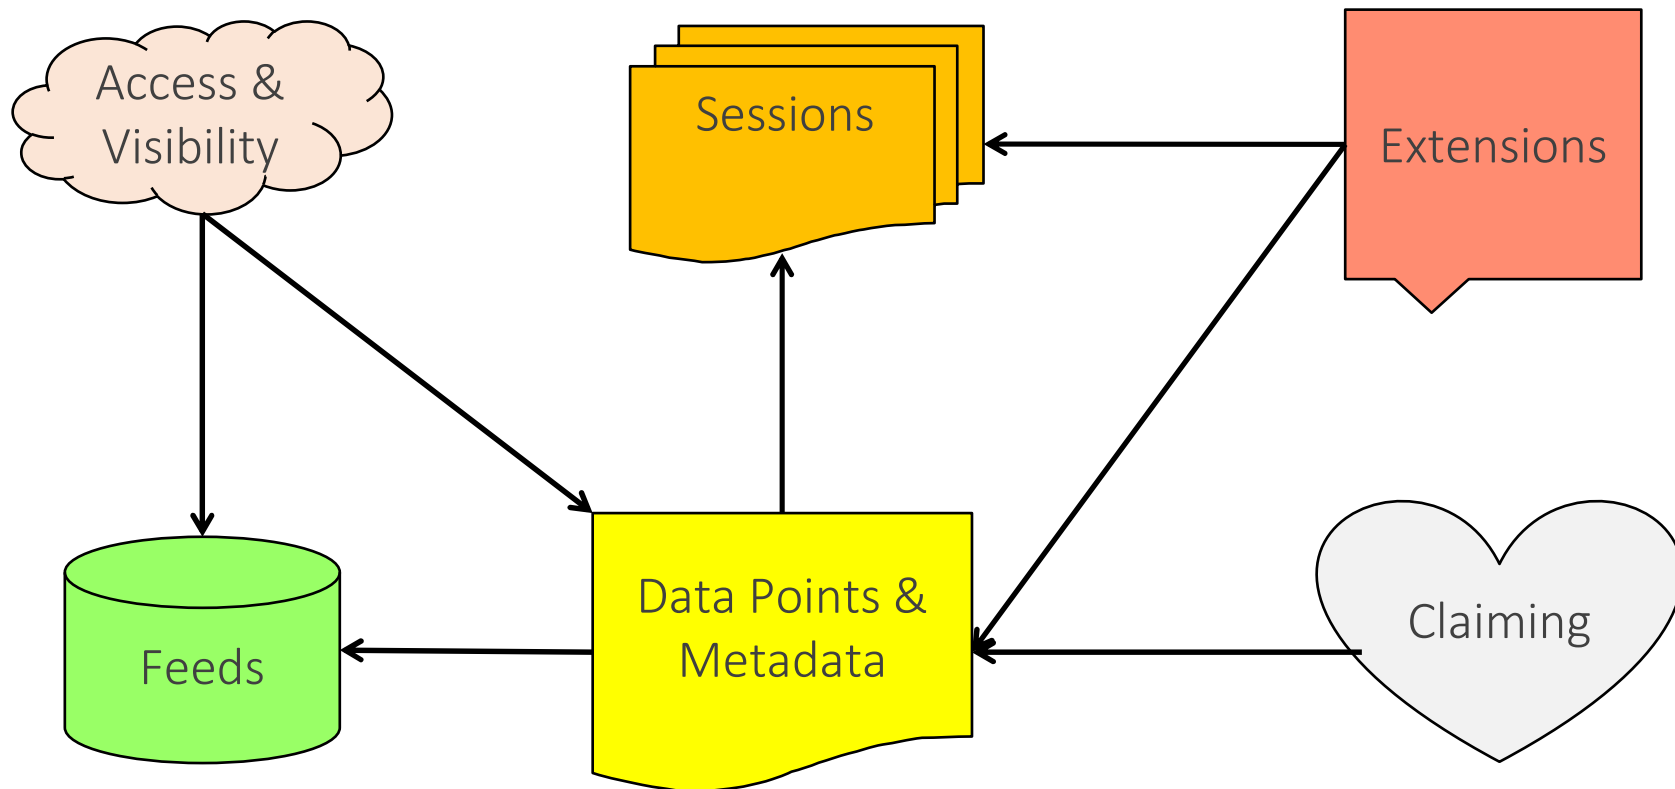 Access &
Visibility
Sessions
Extensions
Feeds
Data Points &
Metadata
Claiming